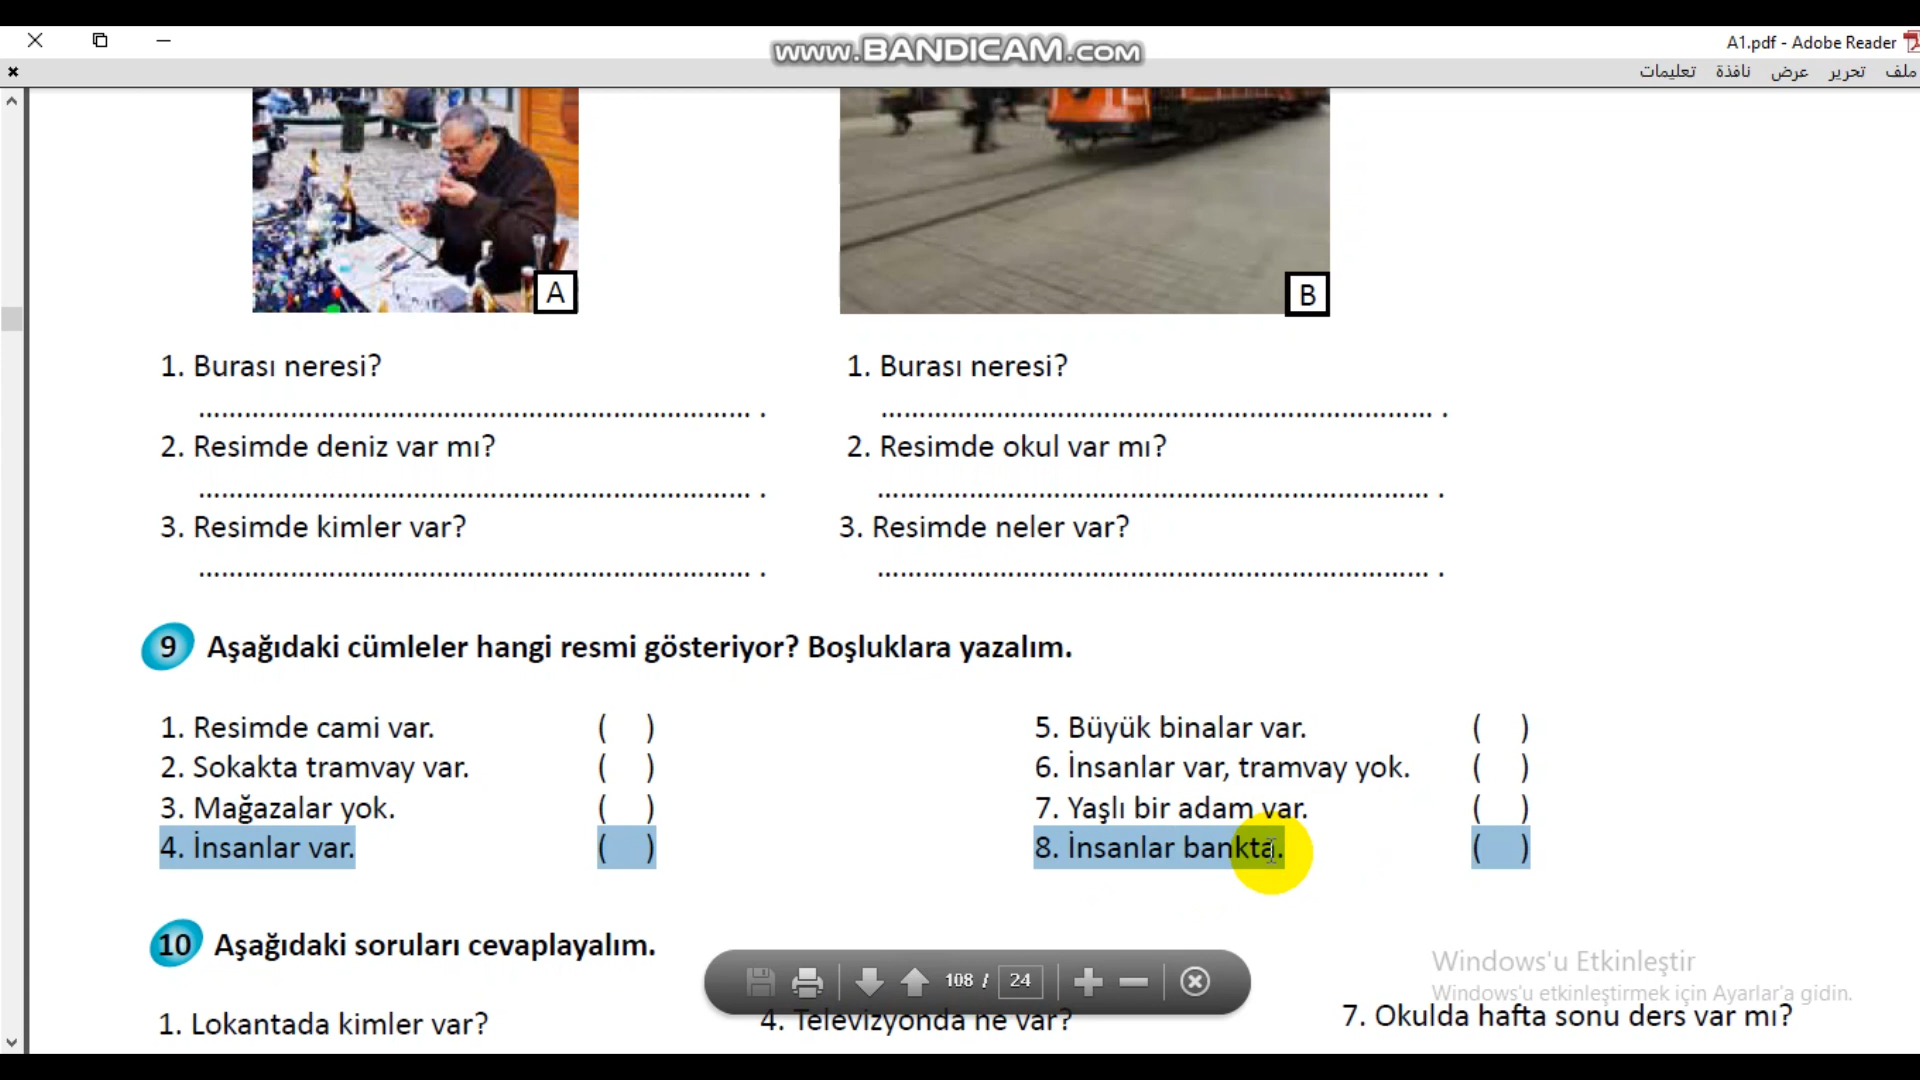 www.BANDICAM.com
A1.pdf - Adobe Reader
ملف تحرير عرض نافذة تعليمات
A
B
1. Burası neresi?
............................................................................ .
2. Resimde deniz var mı?
............................................................................ .
3. Resimde kimler var?
............................................................................ .
1. Burası neresi?
............................................................................ .
2. Resimde okul var mı?
............................................................................ .
3. Resimde neler var?
............................................................................ .
9 Aşağıdaki cümleler hangi resmi gösteriyor? Boşluklara yazalım.
1. Resimde cami var. ( )
2. Sokakta tramvay var. ( )
3. Mağazalar yok. ( )
4. İnsanlar var. ( )
5. Büyük binalar var. ( )
6. İnsanlar var, tramvay yok. ( )
7. Yaşlı bir adam var. ( )
8. İnsanlar bankta. ( )
10 Aşağıdaki soruları cevaplayalım.
108 / 24
Windows'u Etkinleştir
Windows'u etkinleştirmek için Ayarlar'a gidin.
1. Lokantada kimler var?
4. Televizyonda ne var?
7. Okulda hafta sonu ders var mı?